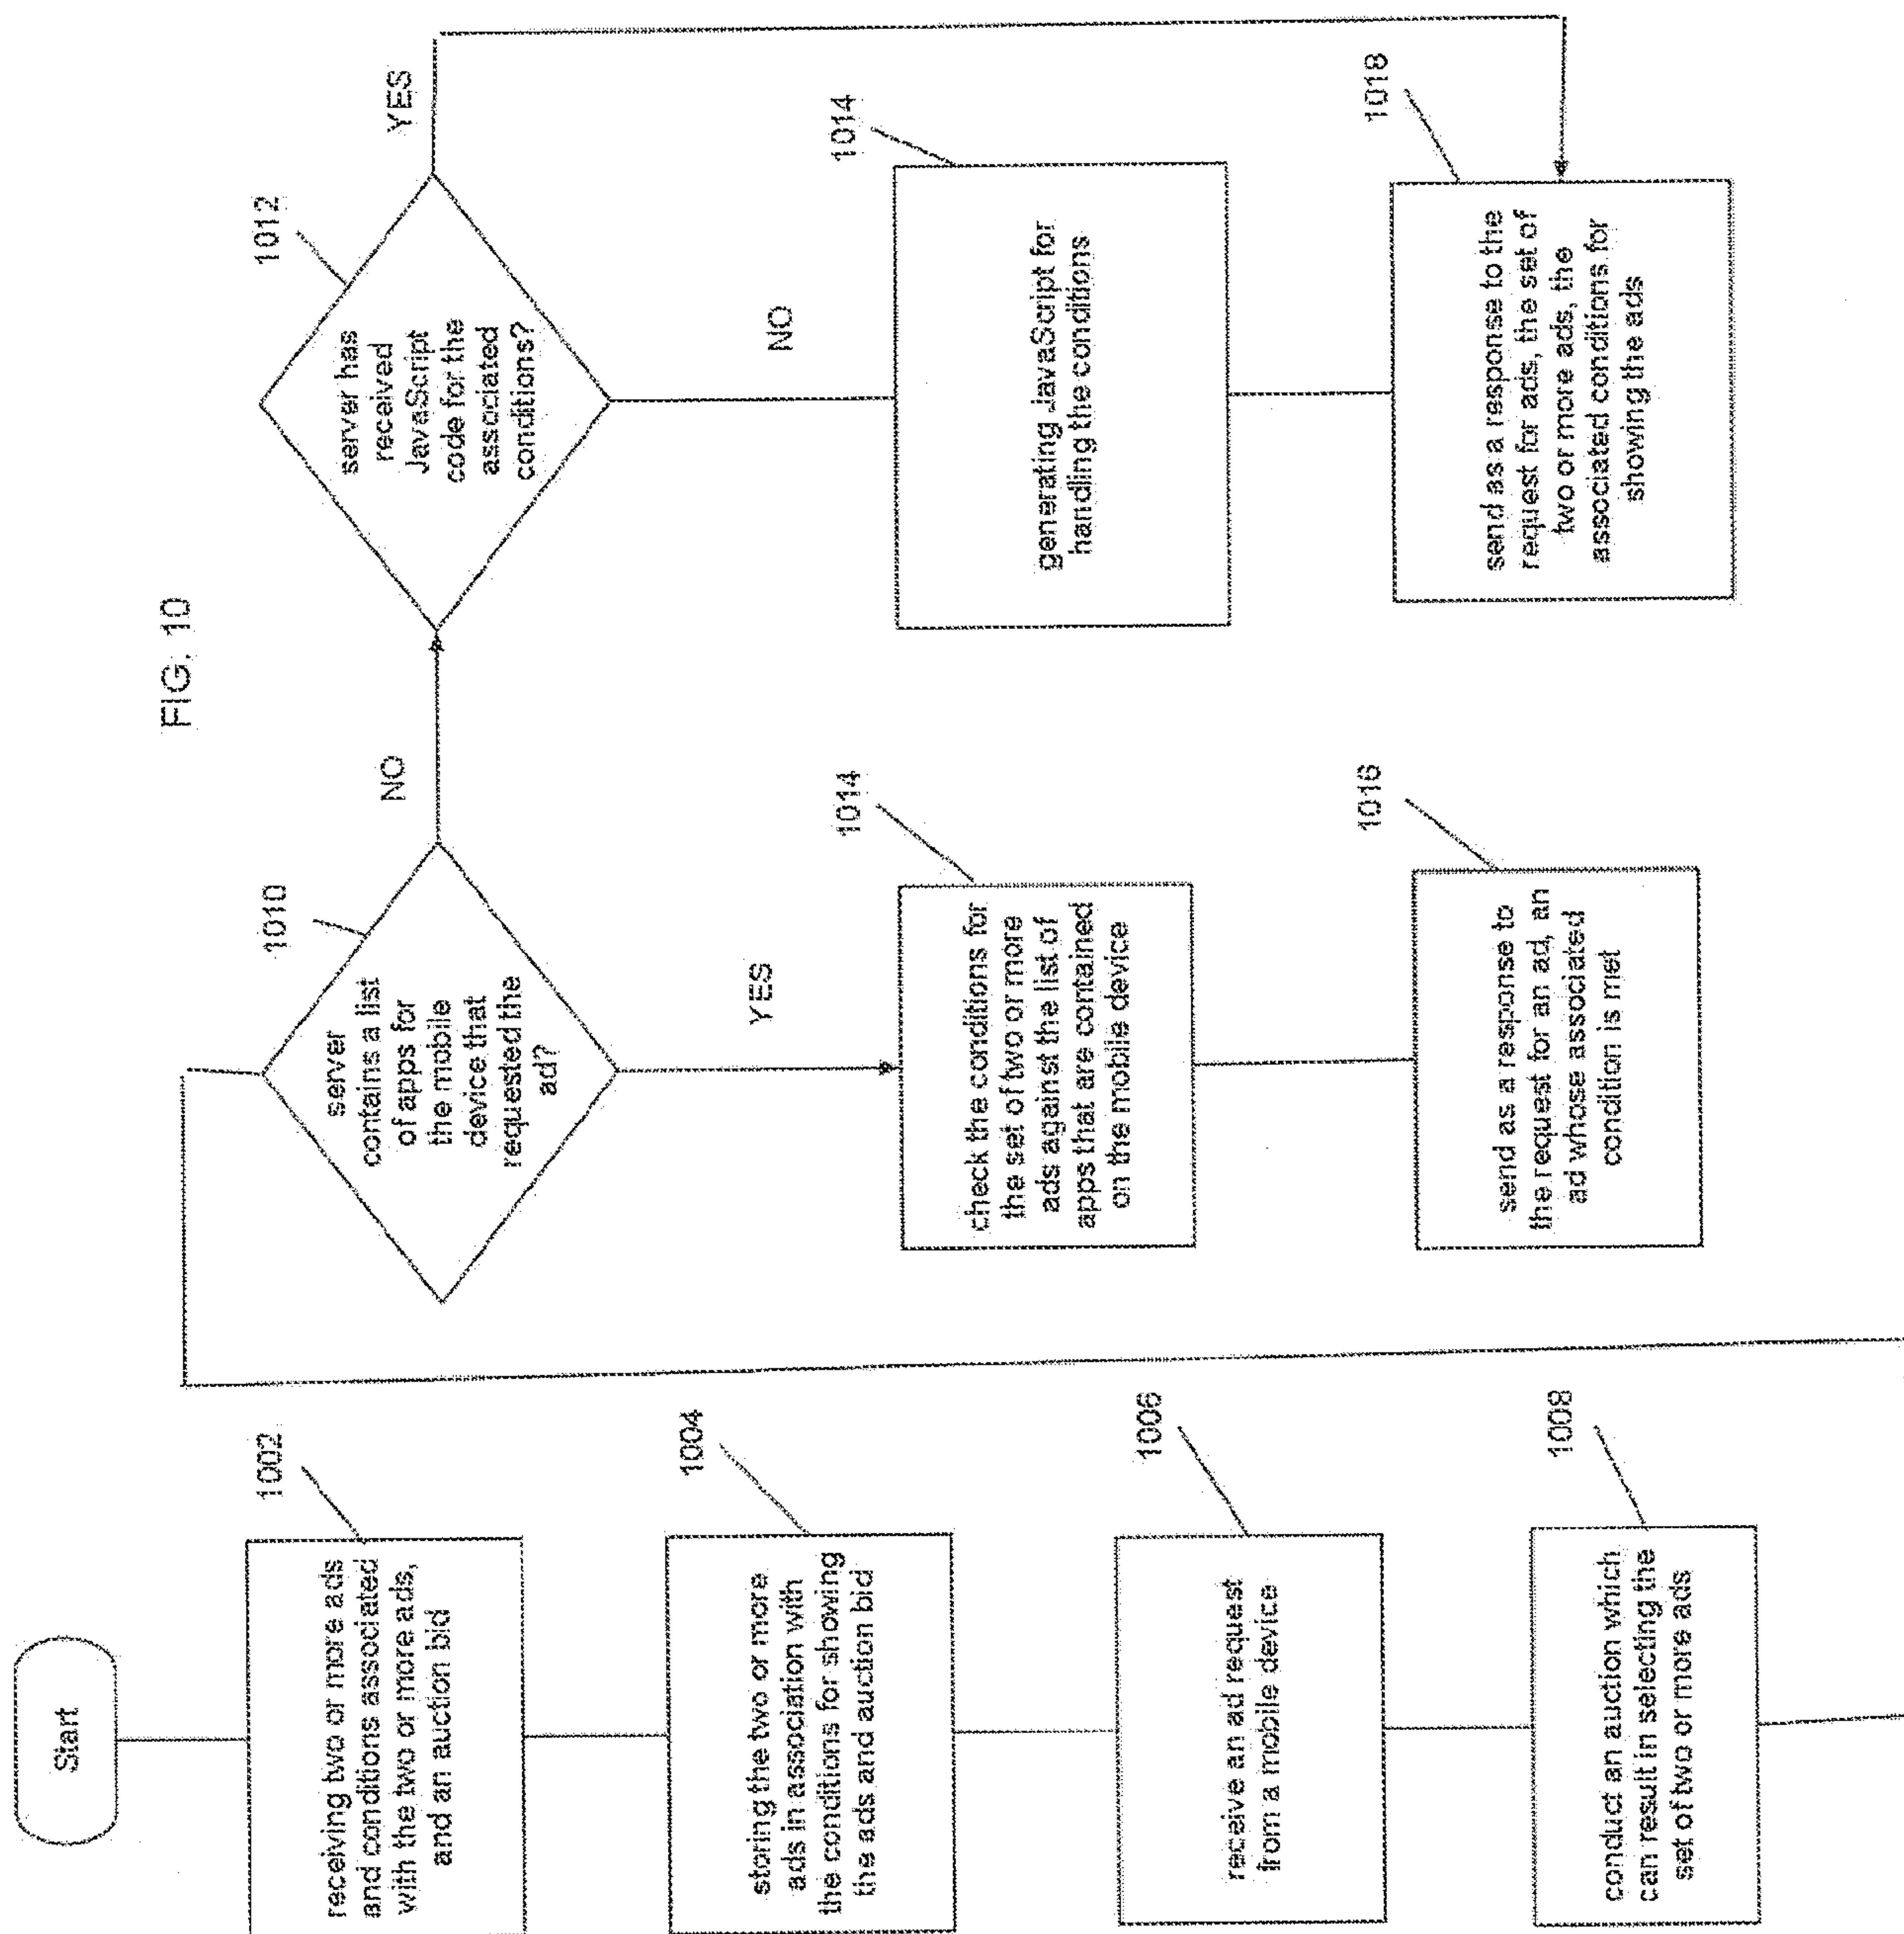 FIG. 10
Start
1002
receiving two or more ads
and conditions associated
with the two or more ads,
and an auction bid
1004
storing the two or more
ads in association with
the conditions for showing
the ads and auction bid
1006
receive an ad request
from a mobile device
1008
conduct an auction which
can result in selecting the
set of two or more ads
1010
server
contains a list
of apps for
the mobile
device that
requested the
ad?
NO
YES
1014
check the conditions for
the set of two or more
ads against the list of
apps that are contained
on the mobile device
1016
send as a response to
the request for an ad, an
ad whose associated
condition is met
1012
server has
received
JavaScript
code for the
associated
conditions?
YES
NO
1014
generating JavaScript for
handling the conditions
1018
send as a response to the
request for ads, the set of
two or more ads, the
associated conditions for
showing the ads